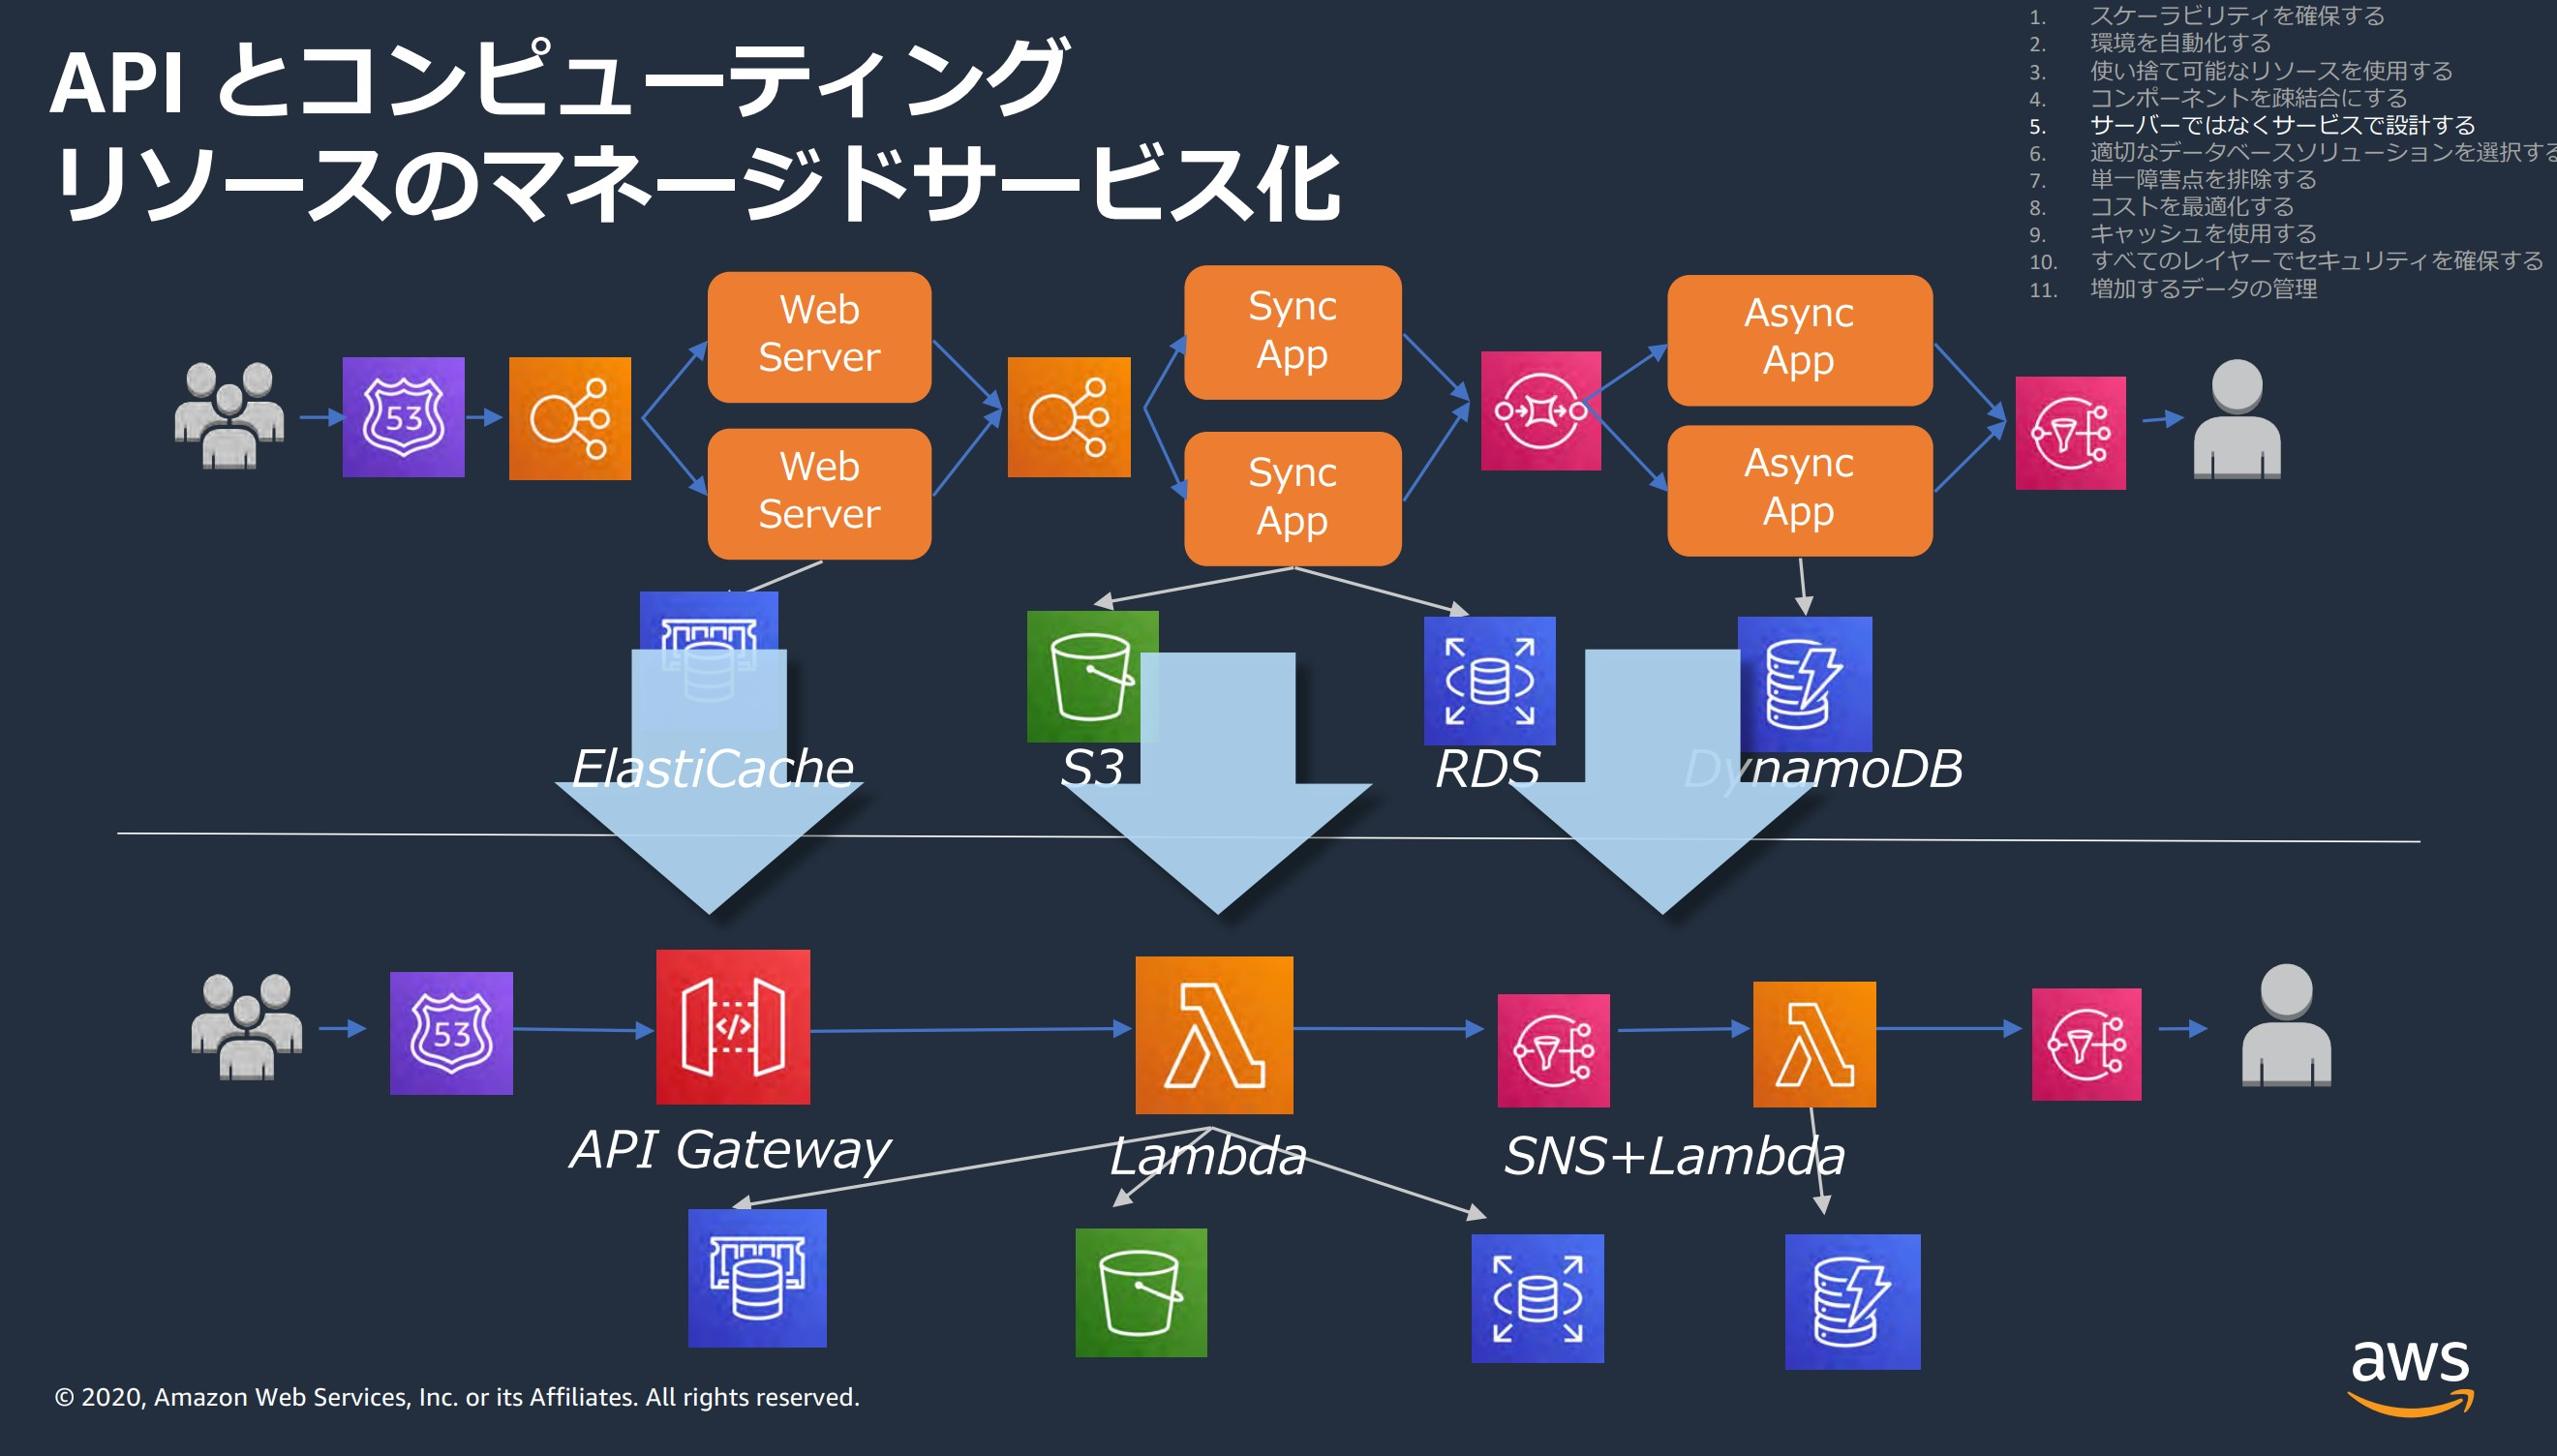 API とコンピューティング
リソースのマネージドサービス化
1. スケーラビリティを確保する
2. 環境を自動化する
3. 使い捨て可能なリソースを使用する
4. コンポーネントを疎結合にする
5. サーバーではなくサービスで設計する
6. 適切なデータベースソリューションを選択する
7. 単一障害点を排除する
8. コストを最適化する
9. キャッシュを使用する
10. すべてのレイヤーでセキュリティを確保する
11. 増加するデータの管理
Web
Server
Sync
App
Async
App
53
Web
Server
Sync
App
Async
App
ElastiCache
S3
RDS
DynamoDB
53
</>
API Gateway
Lambda
SNS+Lambda
© 2020, Amazon Web Services, Inc. or its Affiliates. All rights reserved.
aws